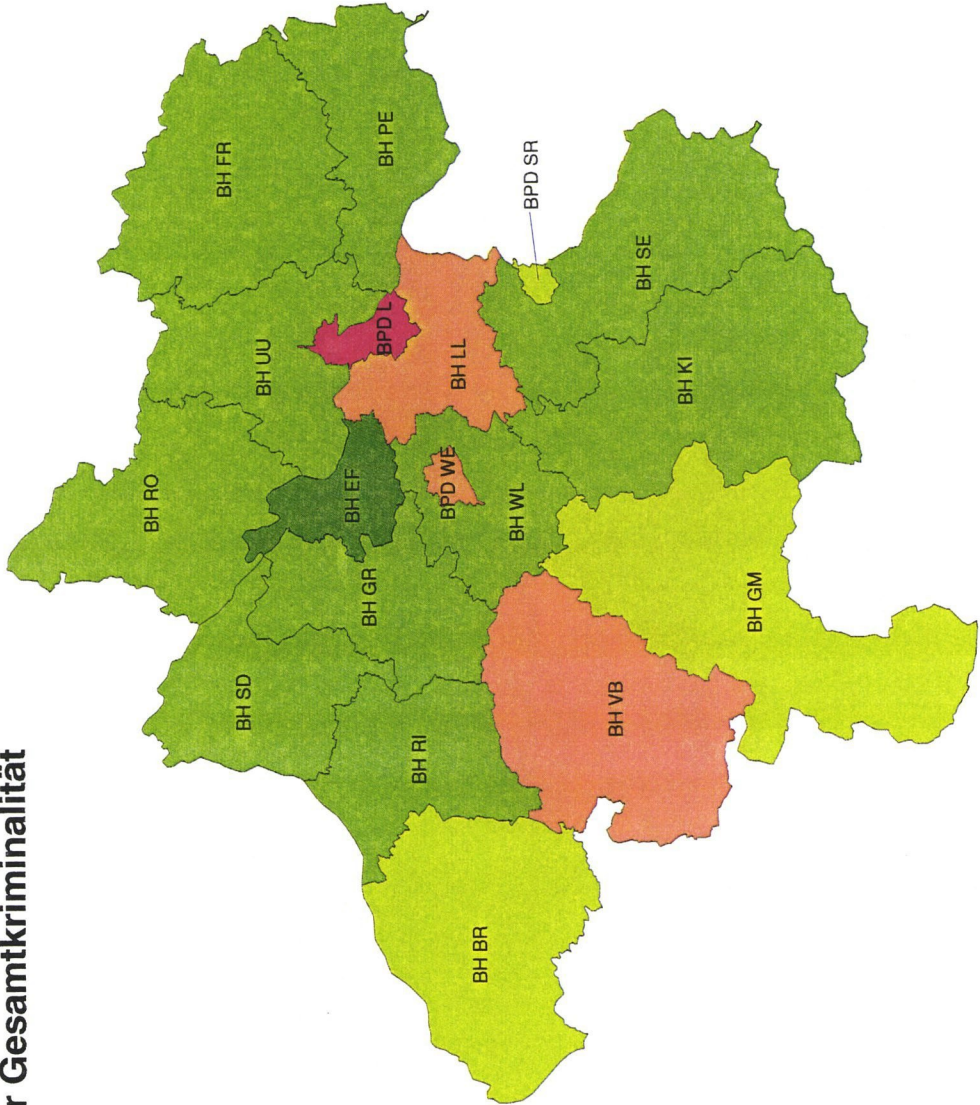 r Gesamtkriminalität
BH RO
BH FR
BH UU
BH PE
BH SD
BH EF
BPD L
BH GR
BH LL
BPD SR
BH RI
BPD WE
BH WL
BH SE
BH BR
BH VB
BH KI
BH GM